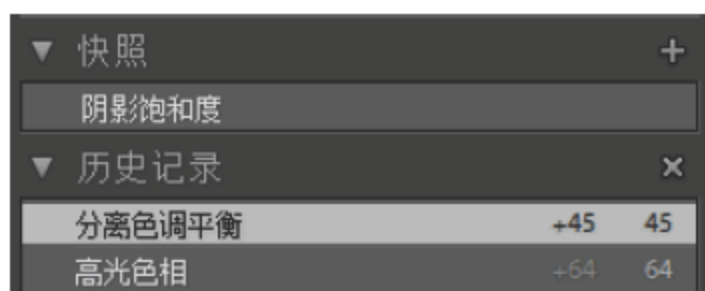 ▼ 快照 +
阴影饱和度
▼ 历史记录 ×
分离色调平衡 +45 45
高光色相 +64 64